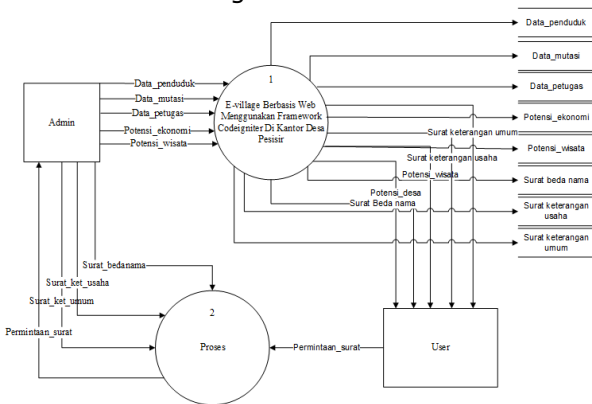 Data_penduduk
Data_mutasi
Data_petugas
Potensi_ekonomi
Potensi_wisata
Surat beda nama
Surat keterangan
usaha
Surat keterangan
umum
1
E-village Berbasis Web
Menggunakan Framework
Codeigniter Di Kantor Desa
Pesisir
Admin
Data_penduduk
Data_mutasi
Data_petugas
Potensi_ekonomi
Potensi_wisata
Surat keterangan umum
Surat keterangan usaha
Potensi_wisata
Potensi_desa
Surat Beda nama
Surat_bedanama
Surat_ket_usaha
Surat_ket_umum
Permintaan_surat
2
Proses
Permintaan_surat
User